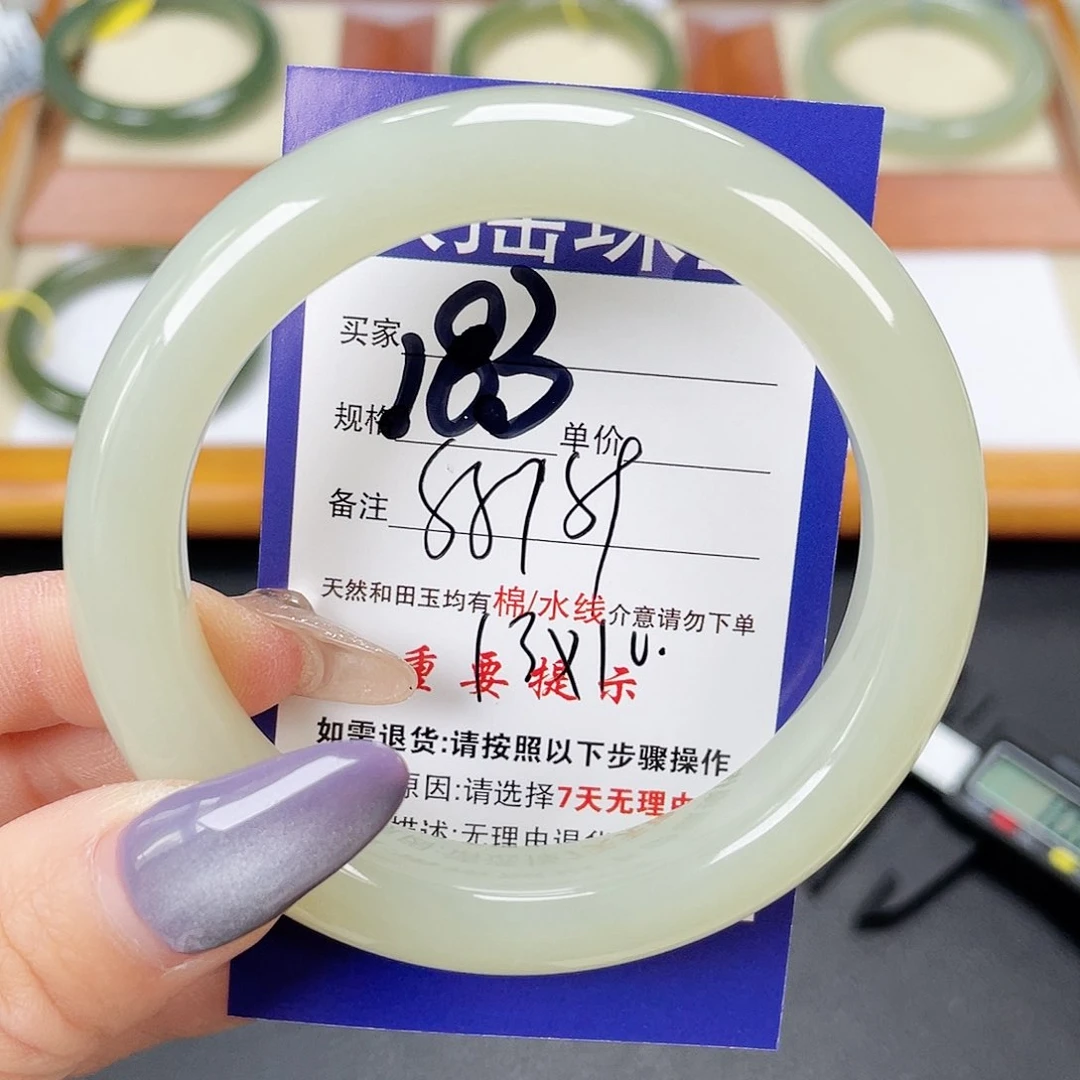 摇珠
买家 183
规格 单价
备注 8878
天然和田玉均有棉/水线介意请勿下单
13X10.
重要提示
如需退货:请按照以下步骤操作
原因:请选择7天无理由
描述:无理由退货